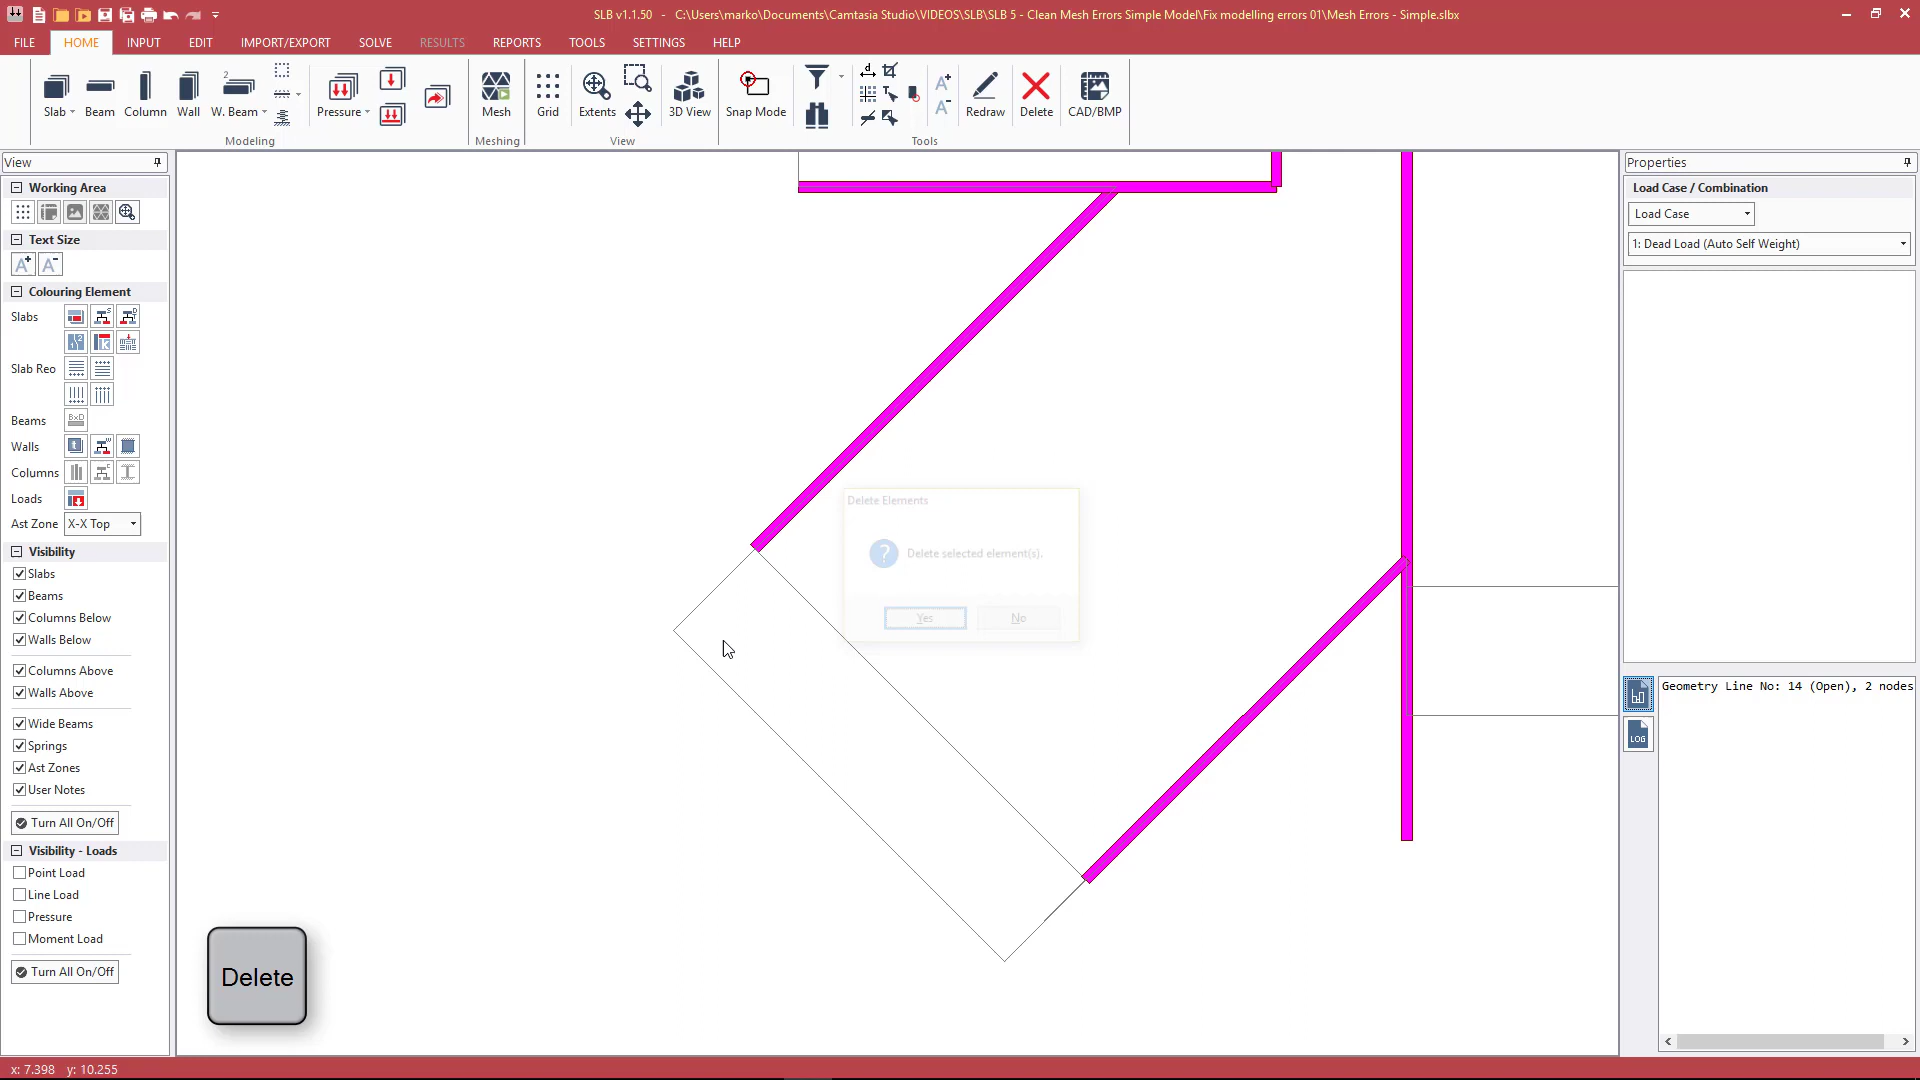 SLB v1.1.50 - C:\Users\marko\Documents\Camtasia Studio\VIDEOS\SLB\SLB 5 - Clean Mesh Errors Simple Model\Fix modelling errors 01\Mesh Errors - Simple.slbx
FILE HOME INPUT EDIT IMPORT/EXPORT SOLVE RESULTS REPORTS TOOLS SETTINGS HELP
Slab Beam Column Wall W. Beam Pressure Mesh Grid Extents 3D View Snap Mode Redraw Delete CAD/BMP
Modeling Meshing View Tools
View
Working Area
Text Size
A+ A-
Colouring Element
Slabs
Slab Reo
Beams
BxD
Walls
Columns
Loads
Ast Zone X-X Top
Visibility
Slabs
Beams
Columns Below
Walls Below
Columns Above
Walls Above
Wide Beams
Springs
Ast Zones
User Notes
Turn All On/Off
Visibility - Loads
Point Load
Line Load
Pressure
Moment Load
Turn All On/Off
Delete Elements
Delete selected element(s).
Yes No
Delete
Properties
Load Case / Combination
Load Case
1: Dead Load (Auto Self Weight)
Geometry Line No: 14 (Open), 2 nodes
LOG
x: 7.398 y: 10.255